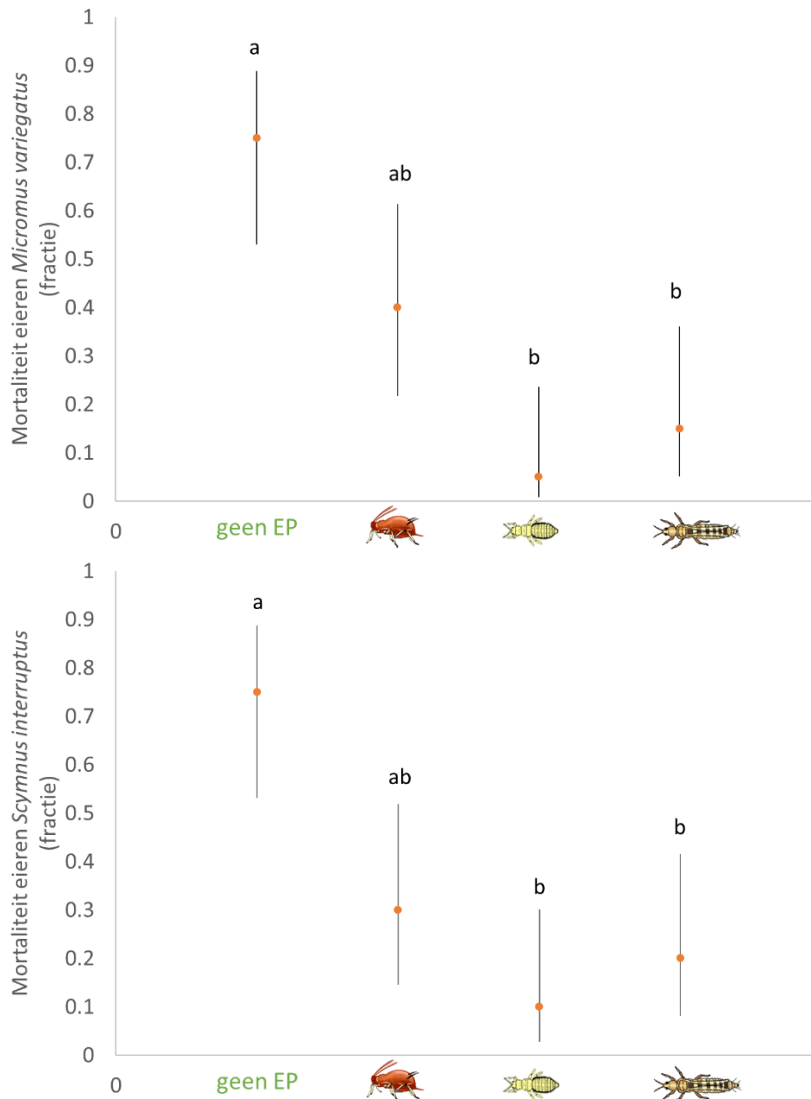 1
0.9
0.8
0.7
0.6
0.5
0.4
0.3
0.2
0.1
0
Mortaliteit eieren Micromus variegatus
(fractie)
a
ab
b
b
0
geen EP
1
0.9
0.8
0.7
0.6
0.5
0.4
0.3
0.2
0.1
0
Mortaliteit eieren Scymnus interruptus
(fractie)
a
ab
b
b
0
geen EP